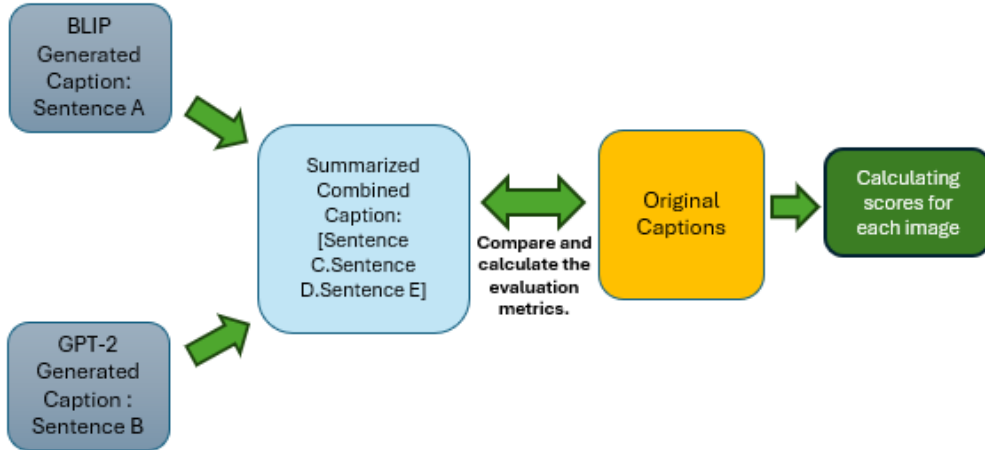 BLIP
Generated
Caption:
Sentence A
GPT-2
Generated
Caption :
Sentence B
Summarized
Combined
Caption:
[Sentence
C.Sentence
D.Sentence E]
Compare and
calculate the
evaluation
metrics.
Original
Captions
Calculating
scores for
each image